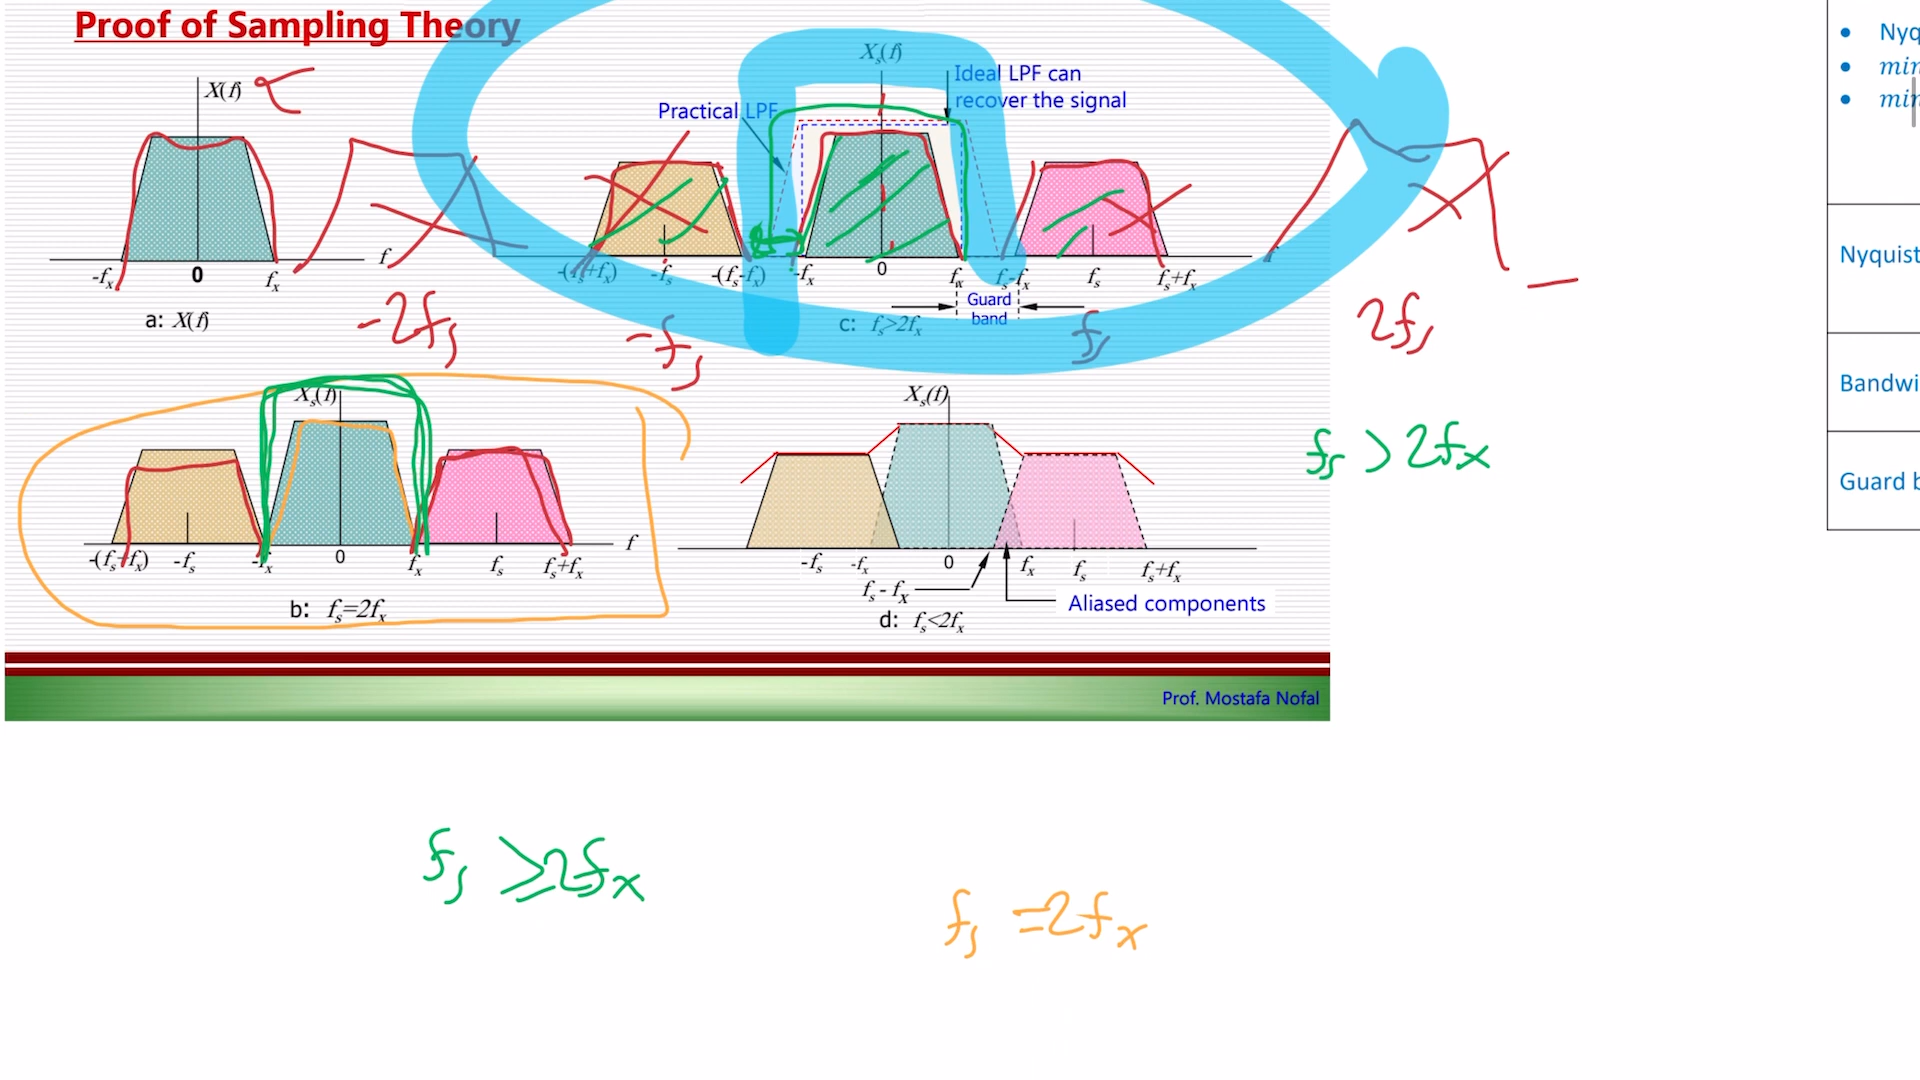 Proof of Sampling Theory
X(f)
-fₓ 0 fₓ f
a: X(f)
Xₛ(f)
Ideal LPF can
recover the signal
Practical LPF
-(fₛ+fₓ) -fₛ -(fₛ-fₓ) -fₓ 0 fₓ fₛ-fₓ fₛ fₛ+fₓ f
Guard
band
c: fₛ>2fₓ
-2fₛ -fₛ fₛ 2fₛ
Xₛ(f)
-(fₛ+fₓ) -fₛ -fₓ 0 fₓ fₛ fₛ+fₓ f
b: fₛ=2fₓ
Xₛ(f)
-fₛ -fₓ 0 fₓ fₛ fₛ+fₓ
fₛ - fₓ
Aliased components
d: fₛ<2fₓ
fₛ > 2fₓ
Prof. Mostafa Nofal
fₛ ≥ 2fₓ
fₛ = 2fₓ
• Nyq
• min
• min
Nyquist
Bandwi
Guard b